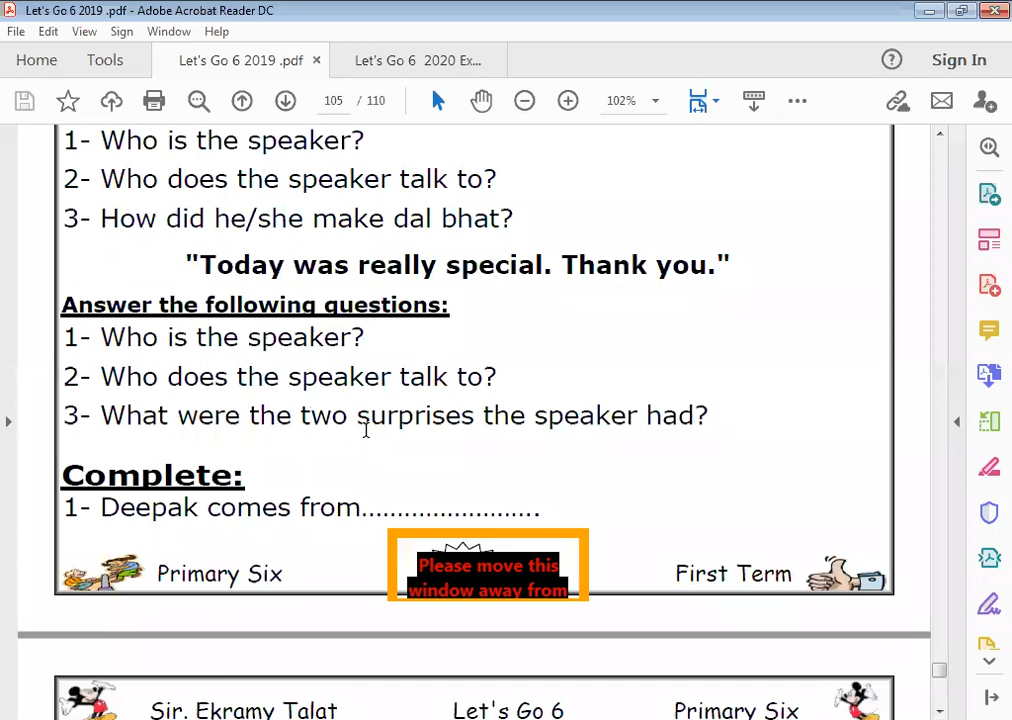 Let's Go 6 2019 .pdf - Adobe Acrobat Reader DC
File Edit View Sign Window Help
Home Tools Let's Go 6 2019 .pdf × Let's Go 6 2020 Ex... Sign In
105 / 110 102%
1- Who is the speaker?
2- Who does the speaker talk to?
3- How did he/she make dal bhat?
"Today was really special. Thank you."
Answer the following questions:
1- Who is the speaker?
2- Who does the speaker talk to?
3- What were the two surprises the speaker had?
Complete:
1- Deepak comes from.........................
Please move this
window away from
Primary Six First Term
Sir. Ekramy Talat Let's Go 6 Primary Six